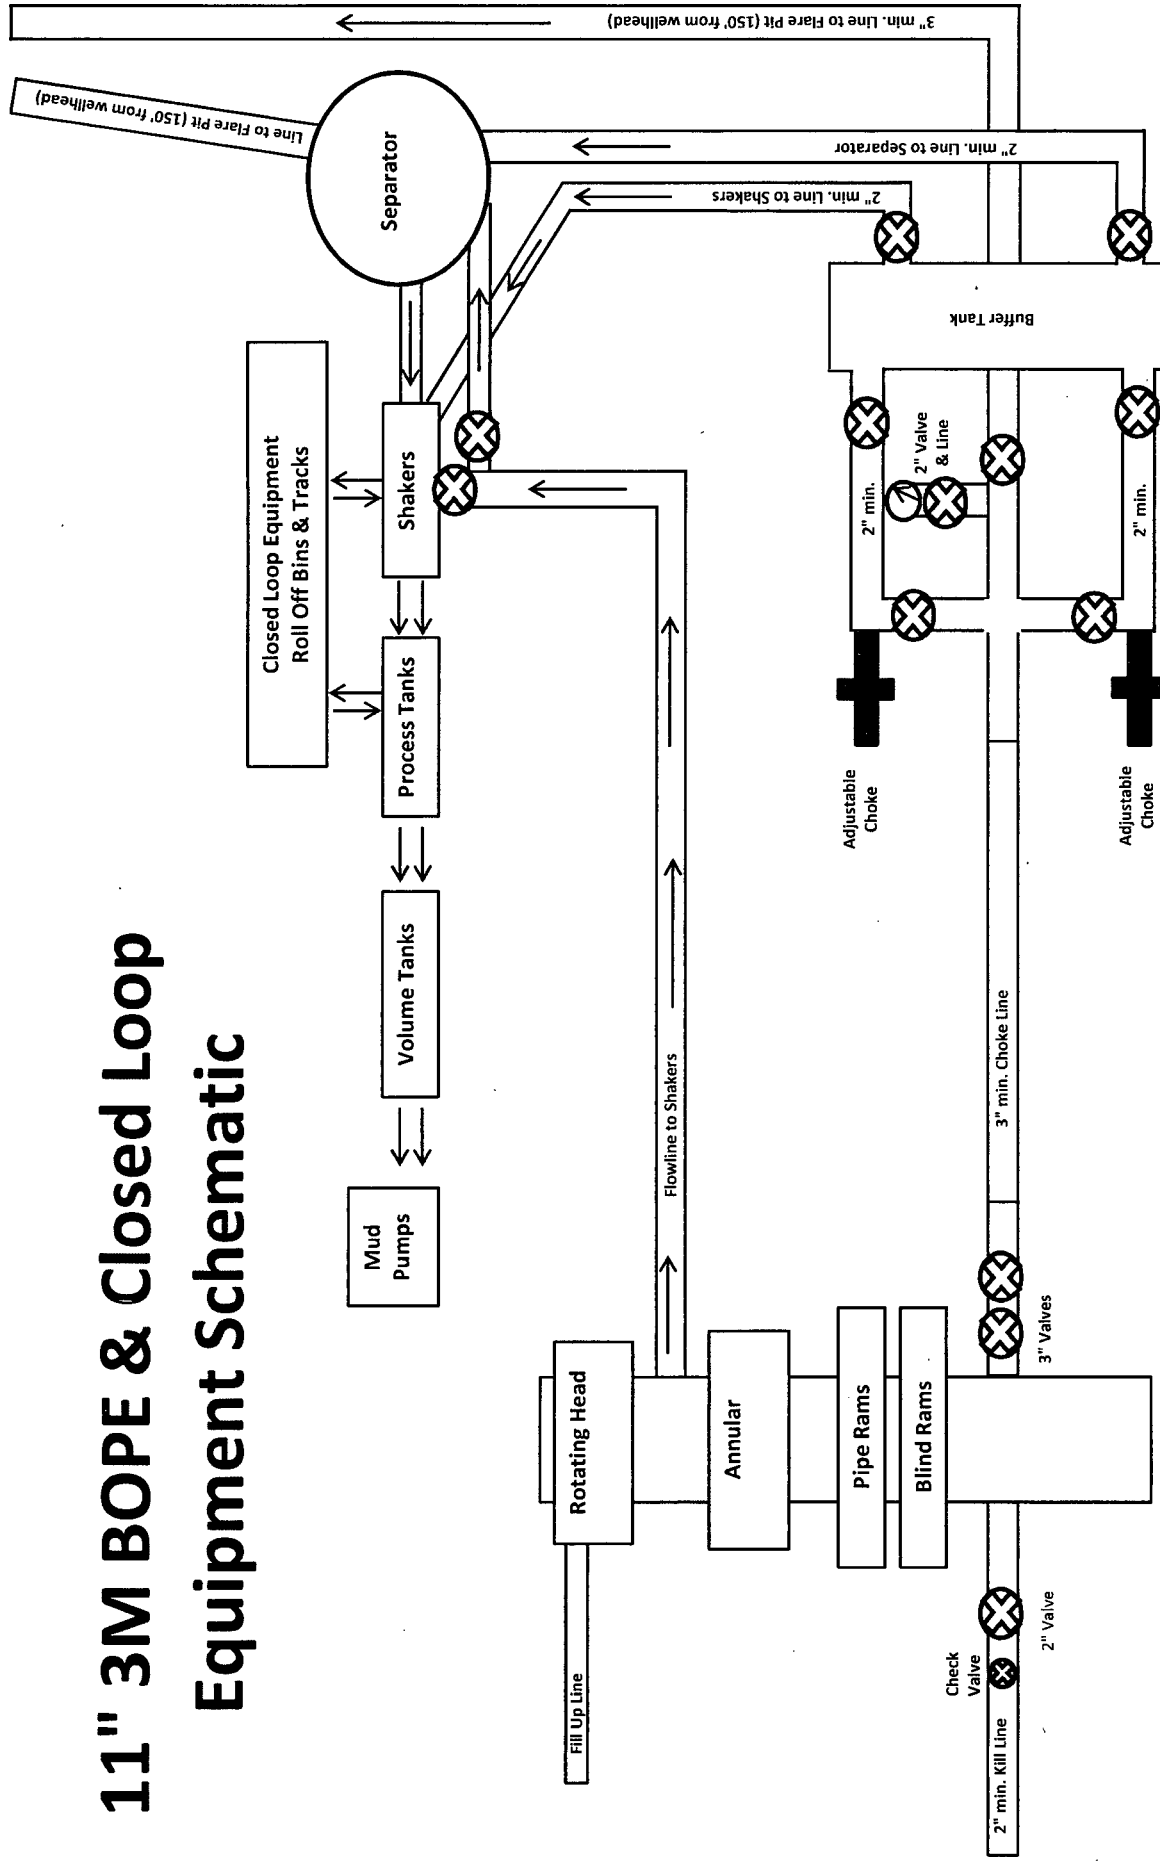 11" 3M BOPE & Closed Loop
Equipment Schematic
Mud
Pumps
Volume Tanks
Process Tanks
Shakers
Closed Loop Equipment
Roll Off Bins & Tracks
Separator
Line to Flare Pit (150' from wellhead)
3" min. Line to Flare Pit (150' from wellhead)
2" min. Line to Separator
2" min. Line to Shakers
Fill Up Line
Rotating Head
Flowline to Shakers
Annular
Pipe Rams
Blind Rams
Check
Valve
2" min. Kill Line
2" Valve
3" Valves
3" min. Choke Line
Adjustable
Choke
Adjustable
Choke
2" min.
2" Valve
& Line
2" min.
Buffer Tank